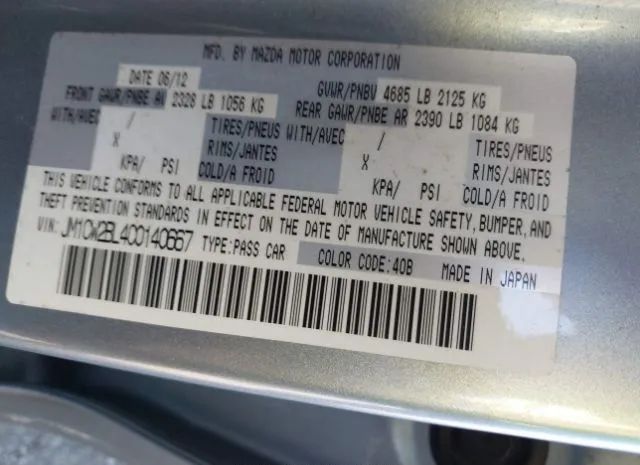 MFD. BY MAZDA MOTOR CORPORATION
DATE 06/12 GVWR/PNBV 4685 LB 2125 KG
FRONT GAWR/PNBE AV 2328 LB 1056 KG REAR GAWR/PNBE AR 2390 LB 1084 KG
WITH/AVEC / TIRES/PNEUS WITH/AVEC / TIRES/PNEUS
X RIMS/JANTES X RIMS/JANTES
KPA/ PSI COLD/A FROID KPA/ PSI COLD/A FROID
THIS VEHICLE CONFORMS TO ALL APPLICABLE FEDERAL MOTOR VEHICLE SAFETY, BUMPER, AND
THEFT PREVENTION STANDARDS IN EFFECT ON THE DATE OF MANUFACTURE SHOWN ABOVE.
VIN: JM1CW2BL4C0140667 TYPE:PASS CAR COLOR CODE:40B MADE IN JAPAN